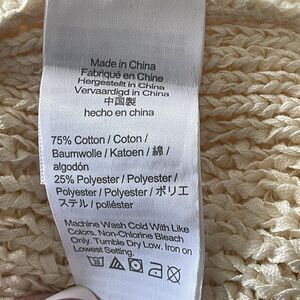 Made in China
Fabriqué en Chine
Hergestellt in China
Vervaardigd in China
中国製
hecho en china
75% Cotton / Coton /
Baumwolle / Katoen / 綿 /
algodón
25% Polyester / Polyester /
Polyester / Polyester / ポリエ
ステル / poliéster
Machine Wash Cold With Like
Colors. Non-Chlorine Bleach
Only. Tumble Dry Low. Iron on
Lowest Setting.